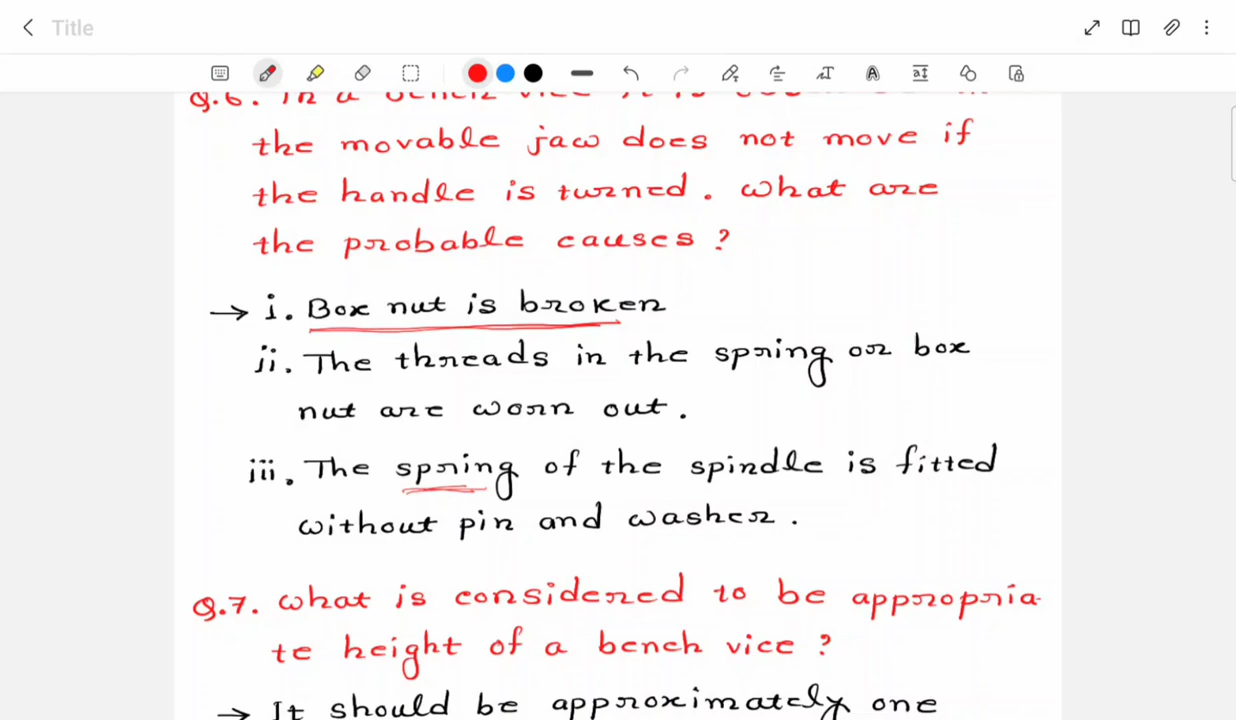 Title
the movable jaw does not move if
the handle is turned. What are
the probable causes ?
→ i. Box nut is broken
ii. The threads in the spring or box
nut are worn out.
iii. The spring of the spindle is fitted
without pin and washer.
Q.7. What is considered to be appropria-
te height of a bench vice ?
→ It should be approximately one